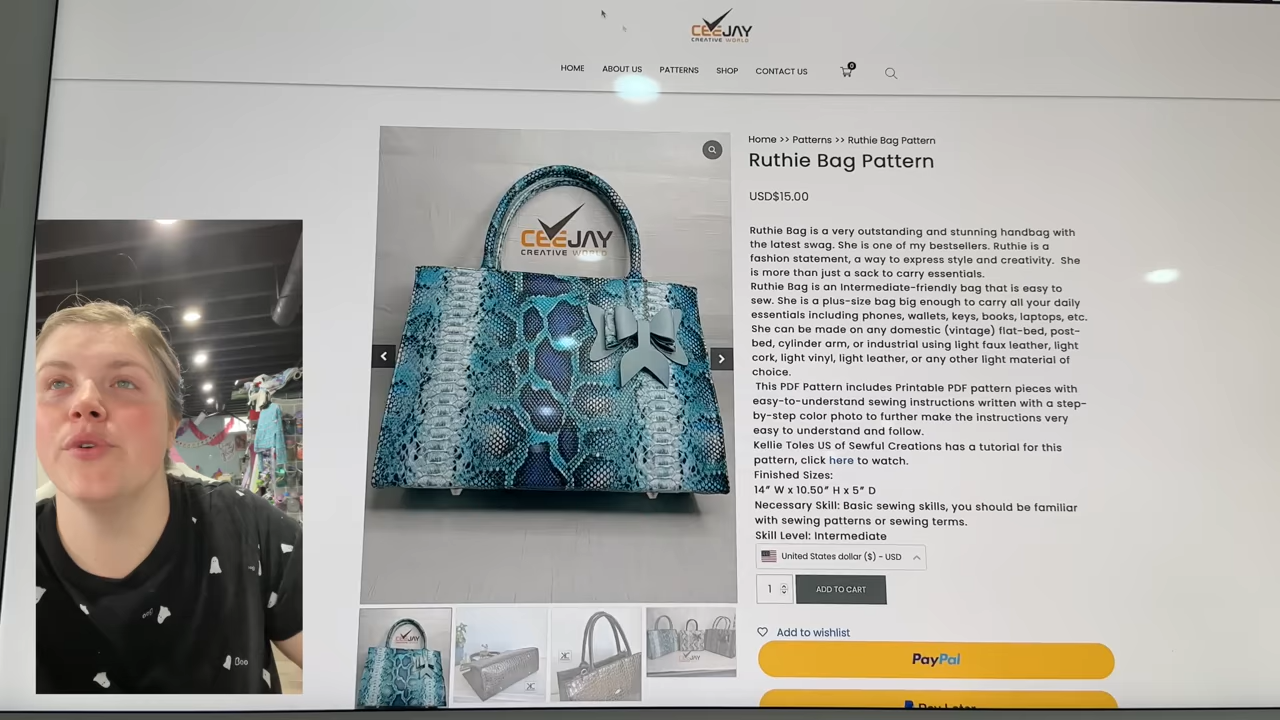 CEEJAY
CREATIVE WORLD
HOME ABOUT US PATTERNS SHOP CONTACT US 0
Home >> Patterns >> Ruthie Bag Pattern
Ruthie Bag Pattern
USD$15.00
CEEJAY
CREATIVE WORLD
Ruthie Bag is a very outstanding and stunning handbag with
the latest swag. She is one of my bestsellers. Ruthie is a
fashion statement, a way to express style and creativity. She
is more than just a sack to carry essentials.
Ruthie Bag is an Intermediate-friendly bag that is easy to
sew. She is a plus-size bag big enough to carry all your daily
essentials including phones, wallets, keys, books, laptops, etc.
She can be made on any domestic (vintage) flat-bed, post-
bed, cylinder arm, or industrial using light faux leather, light
cork, light vinyl, light leather, or any other light material of
choice.
This PDF Pattern includes Printable PDF pattern pieces with
easy-to-understand sewing instructions written with a step-
by-step color photo to further make the instructions very
easy to understand and follow.
Kellie Toles US of Sewful Creations has a tutorial for this
pattern, click here to watch.
Finished Sizes:
14” W x 10.50” H x 5” D
Necessary Skill: Basic sewing skills, you should be familiar
with sewing patterns or sewing terms.
Skill Level: Intermediate
United States dollar ($) - USD
1 ADD TO CART
Add to wishlist
PayPal
Pay Later
CEEJAY
Boo